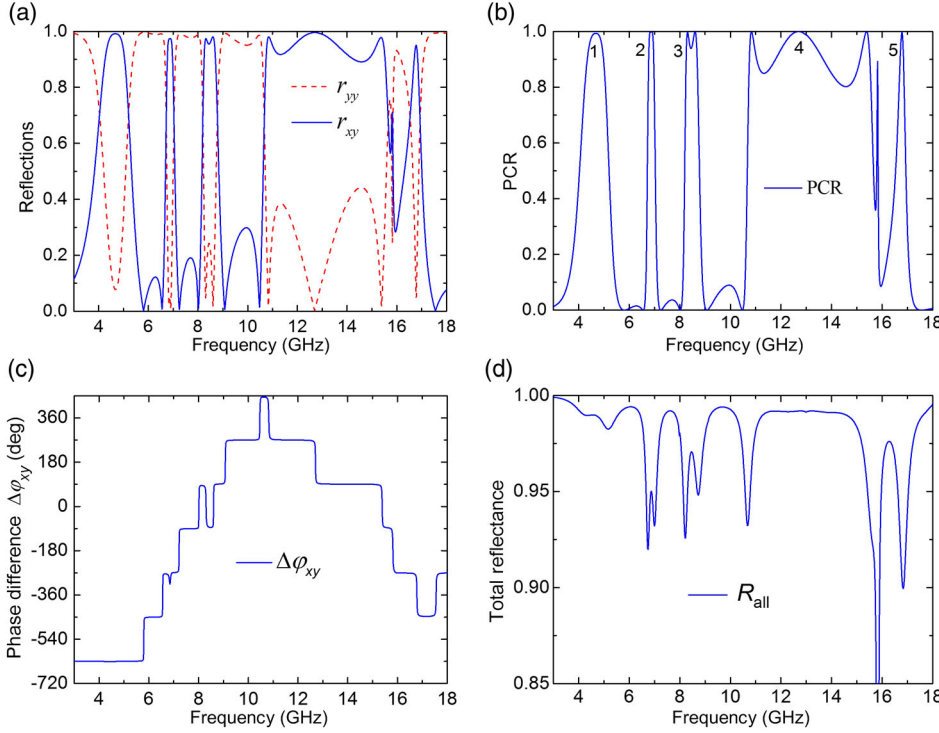 (a)
1.0
0.8
0.6
0.4
0.2
0.0
Reflections
r_yy
r_xy
4 6 8 10 12 14 16 18
Frequency (GHz)
(b)
1.0
0.8
0.6
0.4
0.2
0.0
PCR
1 2 3 4 5
PCR
4 6 8 10 12 14 16 18
Frequency (GHz)
(c)
360
180
0
-180
-360
-540
-720
Phase difference Δφ_xy (deg)
Δφ_xy
4 6 8 10 12 14 16 18
Frequency (GHz)
(d)
1.00
0.95
0.90
0.85
Total reflectance
R_all
4 6 8 10 12 14 16 18
Frequency (GHz)